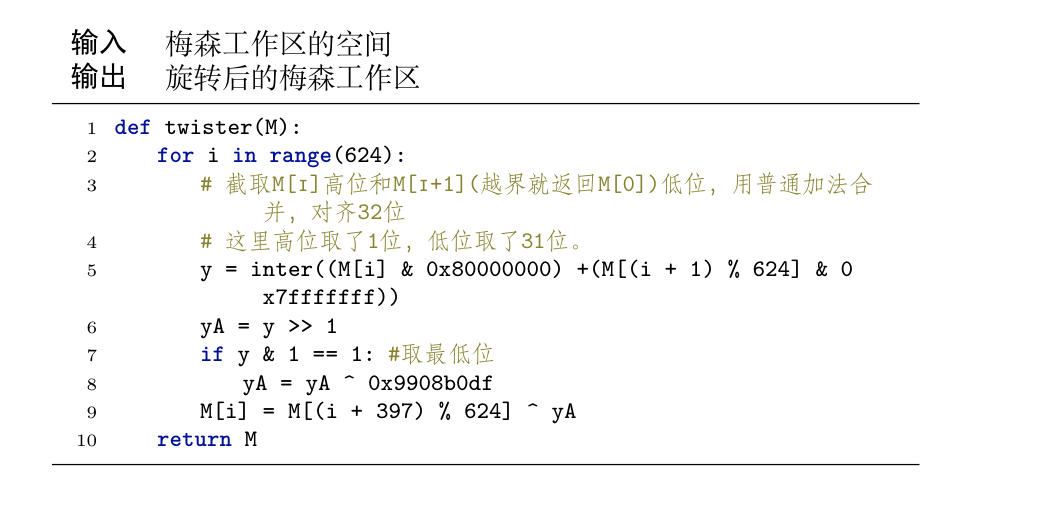 输入 梅森工作区的空间
输出 旋转后的梅森工作区
1 def twister(M):
2 for i in range(624):
3 # 截取M[I]高位和M[I+1](越界就返回M[0])低位，用普通加法合
并，对齐32位
4 # 这里高位取了1位，低位取了31位。
5 y = inter((M[i] & 0x80000000) +(M[(i + 1) % 624] & 0
x7fffffff))
6 yA = y >> 1
7 if y & 1 == 1: #取最低位
8 yA = yA ^ 0x9908b0df
9 M[i] = M[(i + 397) % 624] ^ yA
10 return M